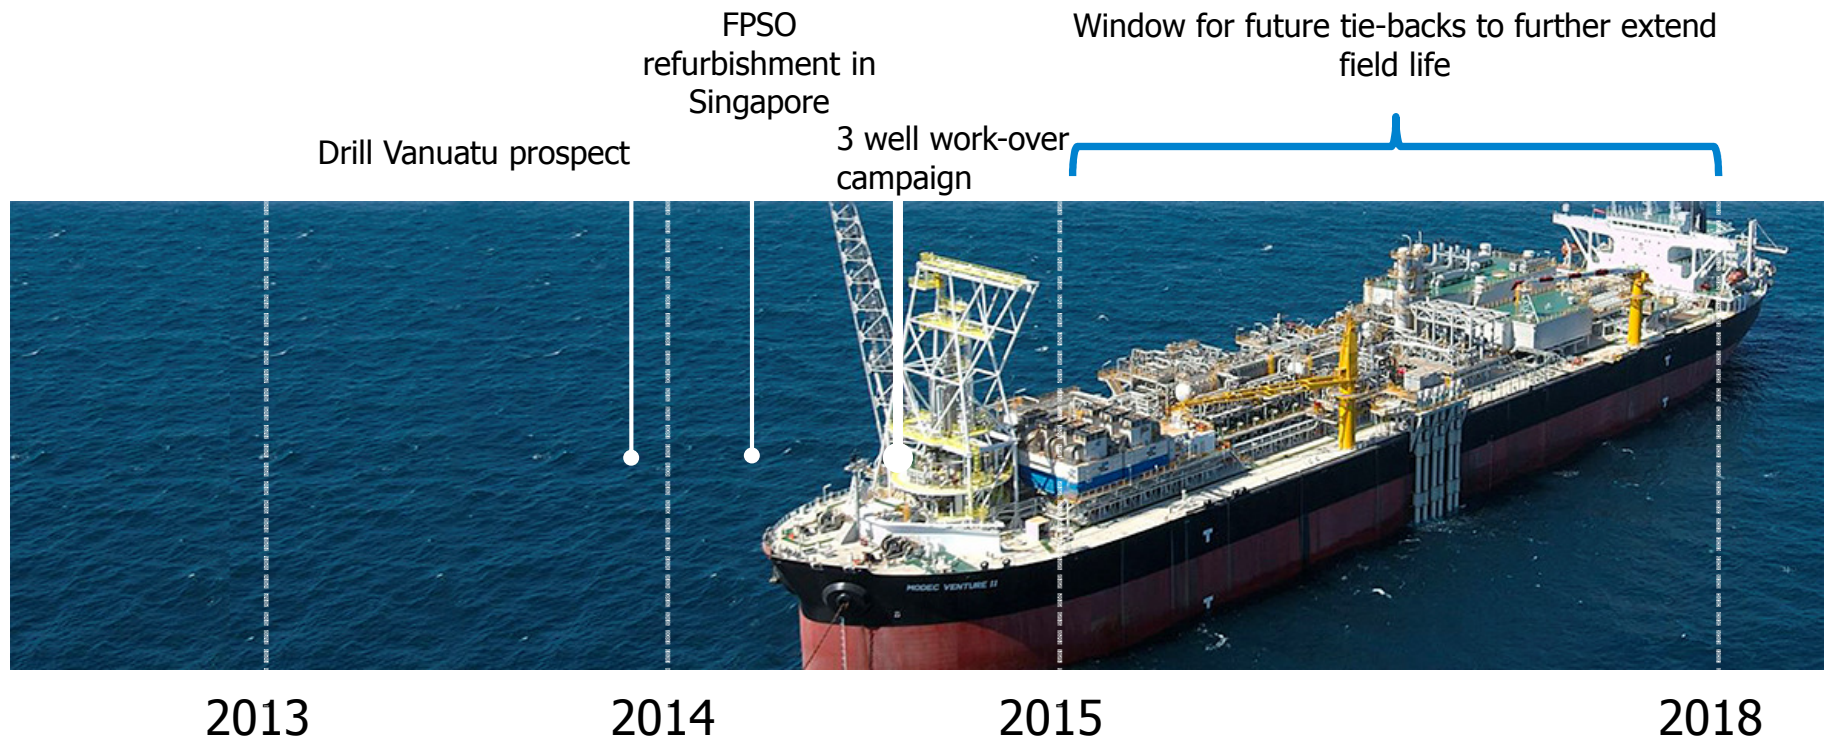 FPSO
refurbishment in
Singapore
Window for future tie-backs to further extend
field life
Drill Vanuatu prospect
3 well work-over
campaign
MODEC VENTURE II
2013
2014
2015
2018